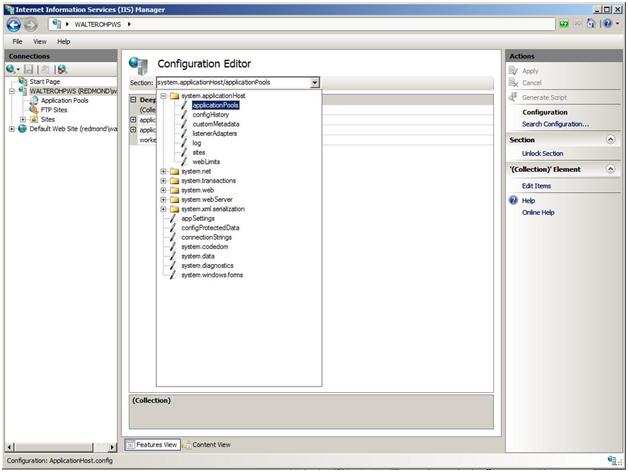 Internet Information Services (IIS) Manager
WALTEROHPWS
File View Help
Connections
Start Page
WALTEROHPWS (REDMOND\w
Application Pools
FTP Sites
Sites
Default Web Site (redmond\wa
Configuration Editor
Section: system.applicationHost/applicationPools
Deep
(Colle
applic
applic
worke
system.applicationHost
applicationPools
configHistory
customMetadata
listenerAdapters
log
sites
webLimits
system.net
system.transactions
system.web
system.webServer
system.xml.serialization
appSettings
configProtectedData
connectionStrings
system.codedom
system.data
system.diagnostics
system.windows.forms
(Collection)
Features View Content View
Actions
Apply
Cancel
Generate Script
Configuration
Search Configuration...
Section
Unlock Section
'(Collection)' Element
Edit Items
Help
Online Help
Configuration: ApplicationHost.config